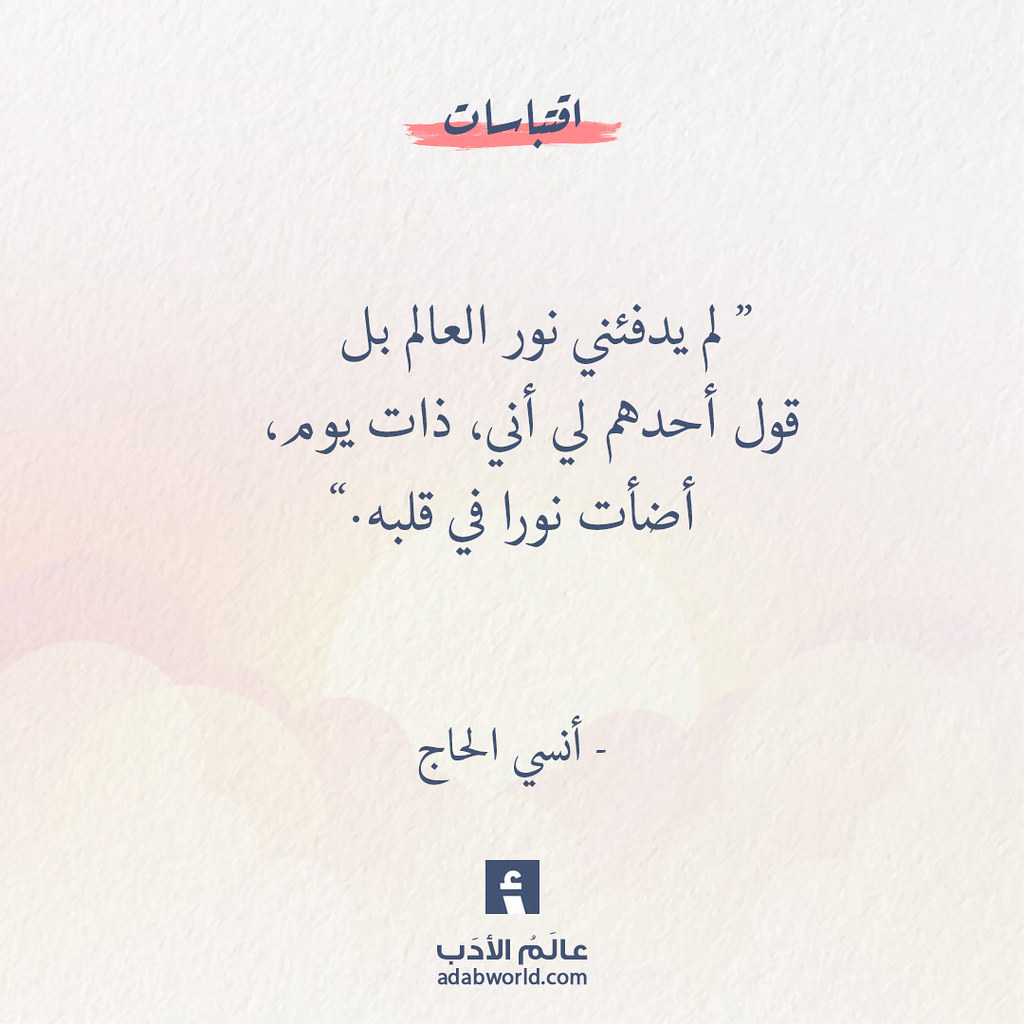 اقتباسات
” لم يدفئني نور العالم بل
قول أحدهم لي أني، ذات يوم،
أضأت نورا في قلبه.“
- أنسي الحاج
أ
عالَمُ الأدَب
adabworld.com